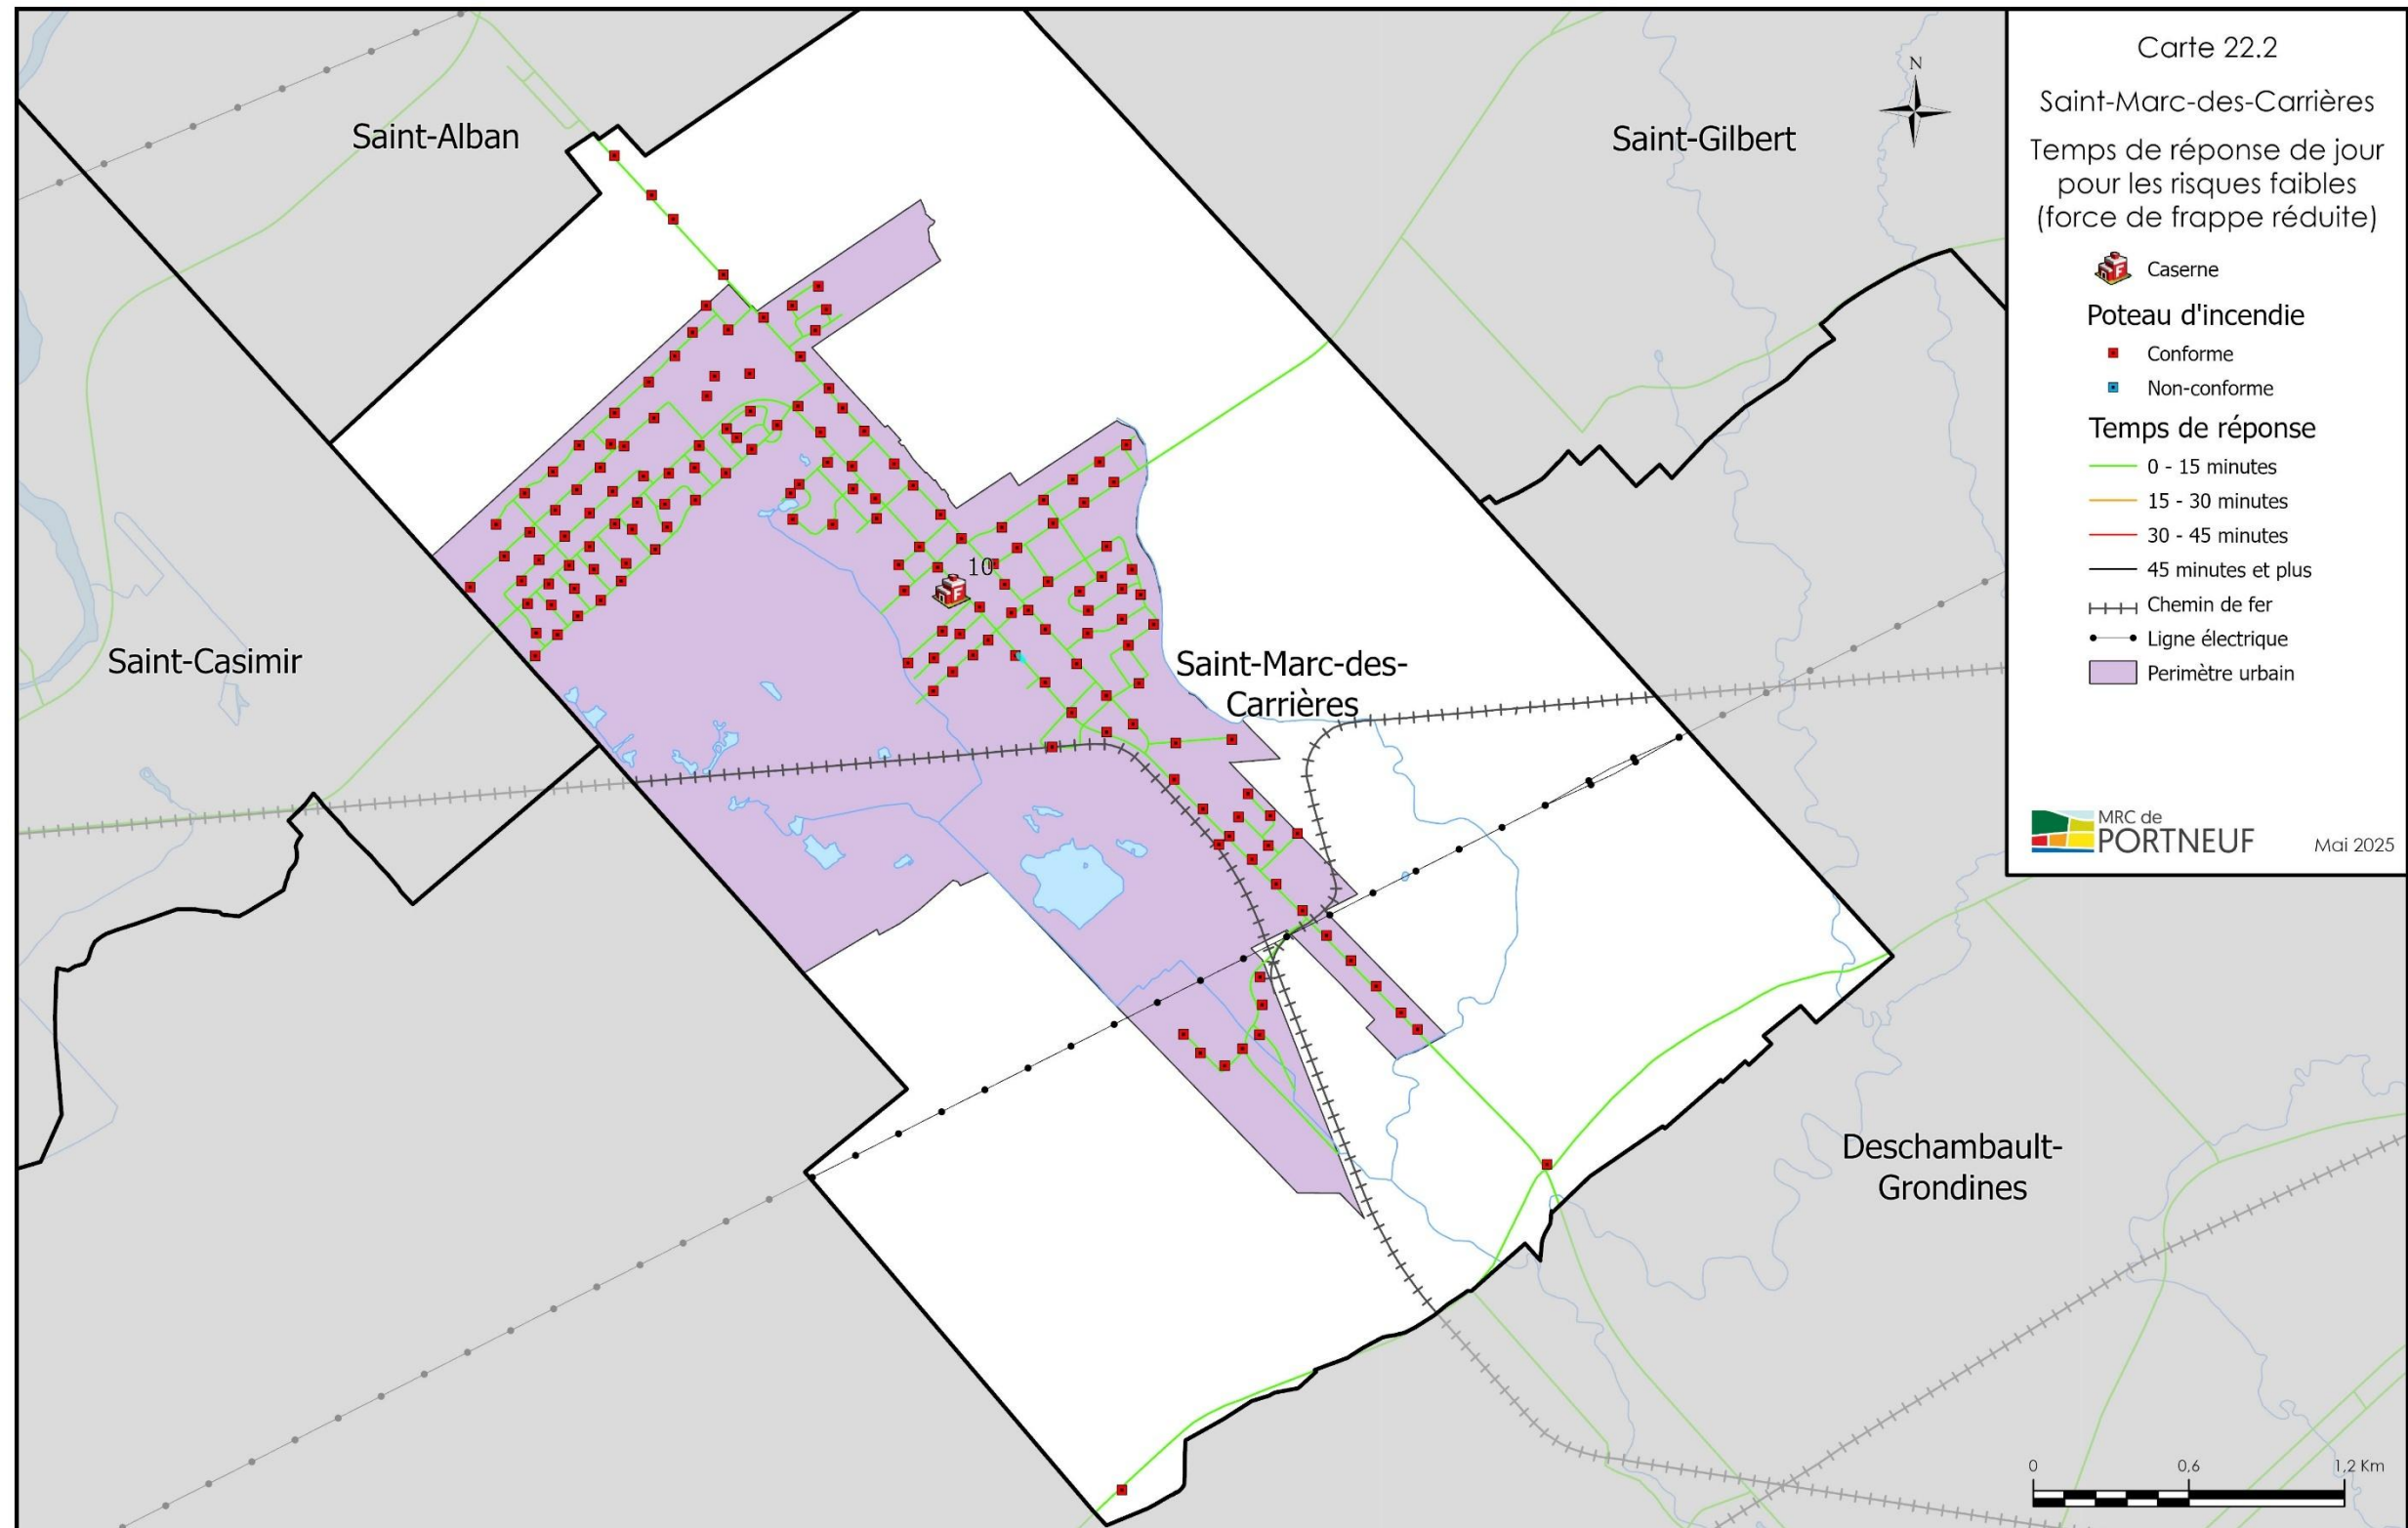 Carte 22.2
Saint-Marc-des-Carrières
Temps de réponse de jour
pour les risques faibles
(force de frappe réduite)
Caserne
Poteau d'incendie
Conforme
Non-conforme
Temps de réponse
0 - 15 minutes
15 - 30 minutes
30 - 45 minutes
45 minutes et plus
Chemin de fer
Ligne électrique
Perimètre urbain
MRC de
PORTNEUF
Mai 2025
N
Saint-Alban
Saint-Gilbert
10
Saint-Casimir
Saint-Marc-des-
Carrières
Deschambault-
Grondines
0 0,6 1,2 Km